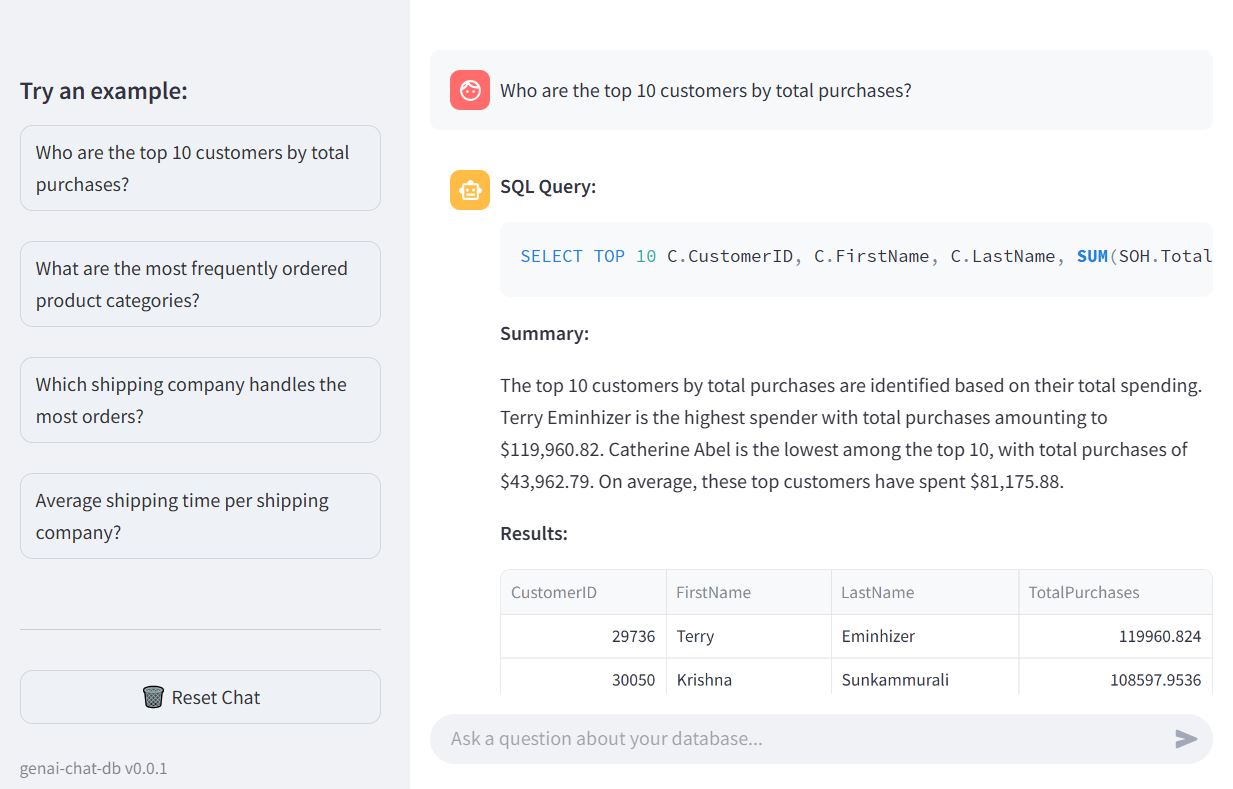 Try an example:
Who are the top 10 customers by total
purchases?
What are the most frequently ordered
product categories?
Which shipping company handles the
most orders?
Average shipping time per shipping
company?
Reset Chat
genai-chat-db v0.0.1
Who are the top 10 customers by total purchases?
SQL Query:
SELECT TOP 10 C.CustomerID, C.FirstName, C.LastName, SUM(SOH.Total
Summary:
The top 10 customers by total purchases are identified based on their total spending.
Terry Eminhizer is the highest spender with total purchases amounting to
$119,960.82. Catherine Abel is the lowest among the top 10, with total purchases of
$43,962.79. On average, these top customers have spent $81,175.88.
Results:
CustomerID FirstName LastName TotalPurchases
29736 Terry Eminhizer 119960.824
30050 Krishna Sunkammurali 108597.9536
Ask a question about your database...